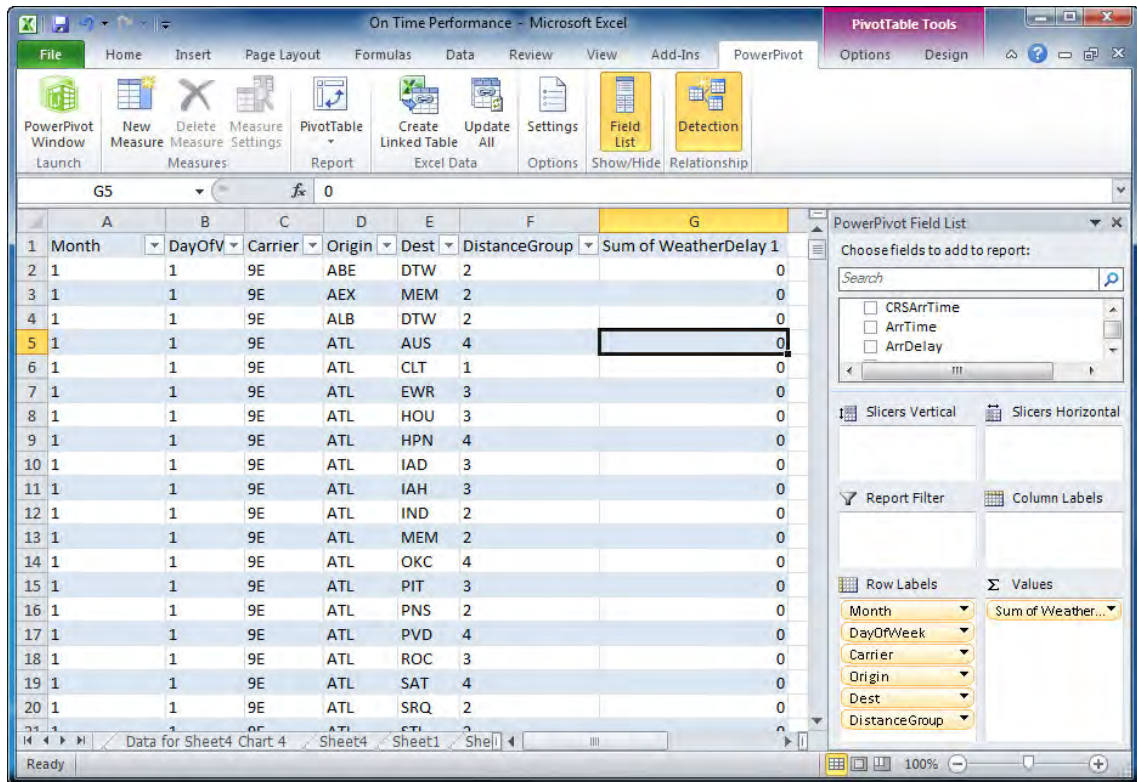 On Time Performance - Microsoft Excel
PivotTable Tools
File Home Insert Page Layout Formulas Data Review View Add-Ins PowerPivot Options Design
PowerPivot Window New Measure Delete Measure Measure Settings PivotTable Create Linked Table Update All Settings Field List Detection
Launch Measures Report Excel Data Options Show/Hide Relationship
G5 fx 0
A B C D E F G
1 Month DayOfV Carrier Origin Dest DistanceGroup Sum of WeatherDelay 1
2 1 1 9E ABE DTW 2 0
3 1 1 9E AEX MEM 2 0
4 1 1 9E ALB DTW 2 0
5 1 1 9E ATL AUS 4 0
6 1 1 9E ATL CLT 1 0
7 1 1 9E ATL EWR 3 0
8 1 1 9E ATL HOU 3 0
9 1 1 9E ATL HPN 4 0
10 1 1 9E ATL IAD 3 0
11 1 1 9E ATL IAH 3 0
12 1 1 9E ATL IND 2 0
13 1 1 9E ATL MEM 2 0
14 1 1 9E ATL OKC 4 0
15 1 1 9E ATL PIT 3 0
16 1 1 9E ATL PNS 2 0
17 1 1 9E ATL PVD 4 0
18 1 1 9E ATL ROC 3 0
19 1 1 9E ATL SAT 4 0
20 1 1 9E ATL SRQ 2 0
Data for Sheet4 Chart 4 Sheet4 Sheet1 She
Ready
100%
PowerPivot Field List
Choose fields to add to report:
Search
CRSArrTime
ArrTime
ArrDelay
Slicers Vertical Slicers Horizontal
Report Filter Column Labels
Row Labels Σ Values
Month Sum of Weather...
DayOfWeek
Carrier
Origin
Dest
DistanceGroup